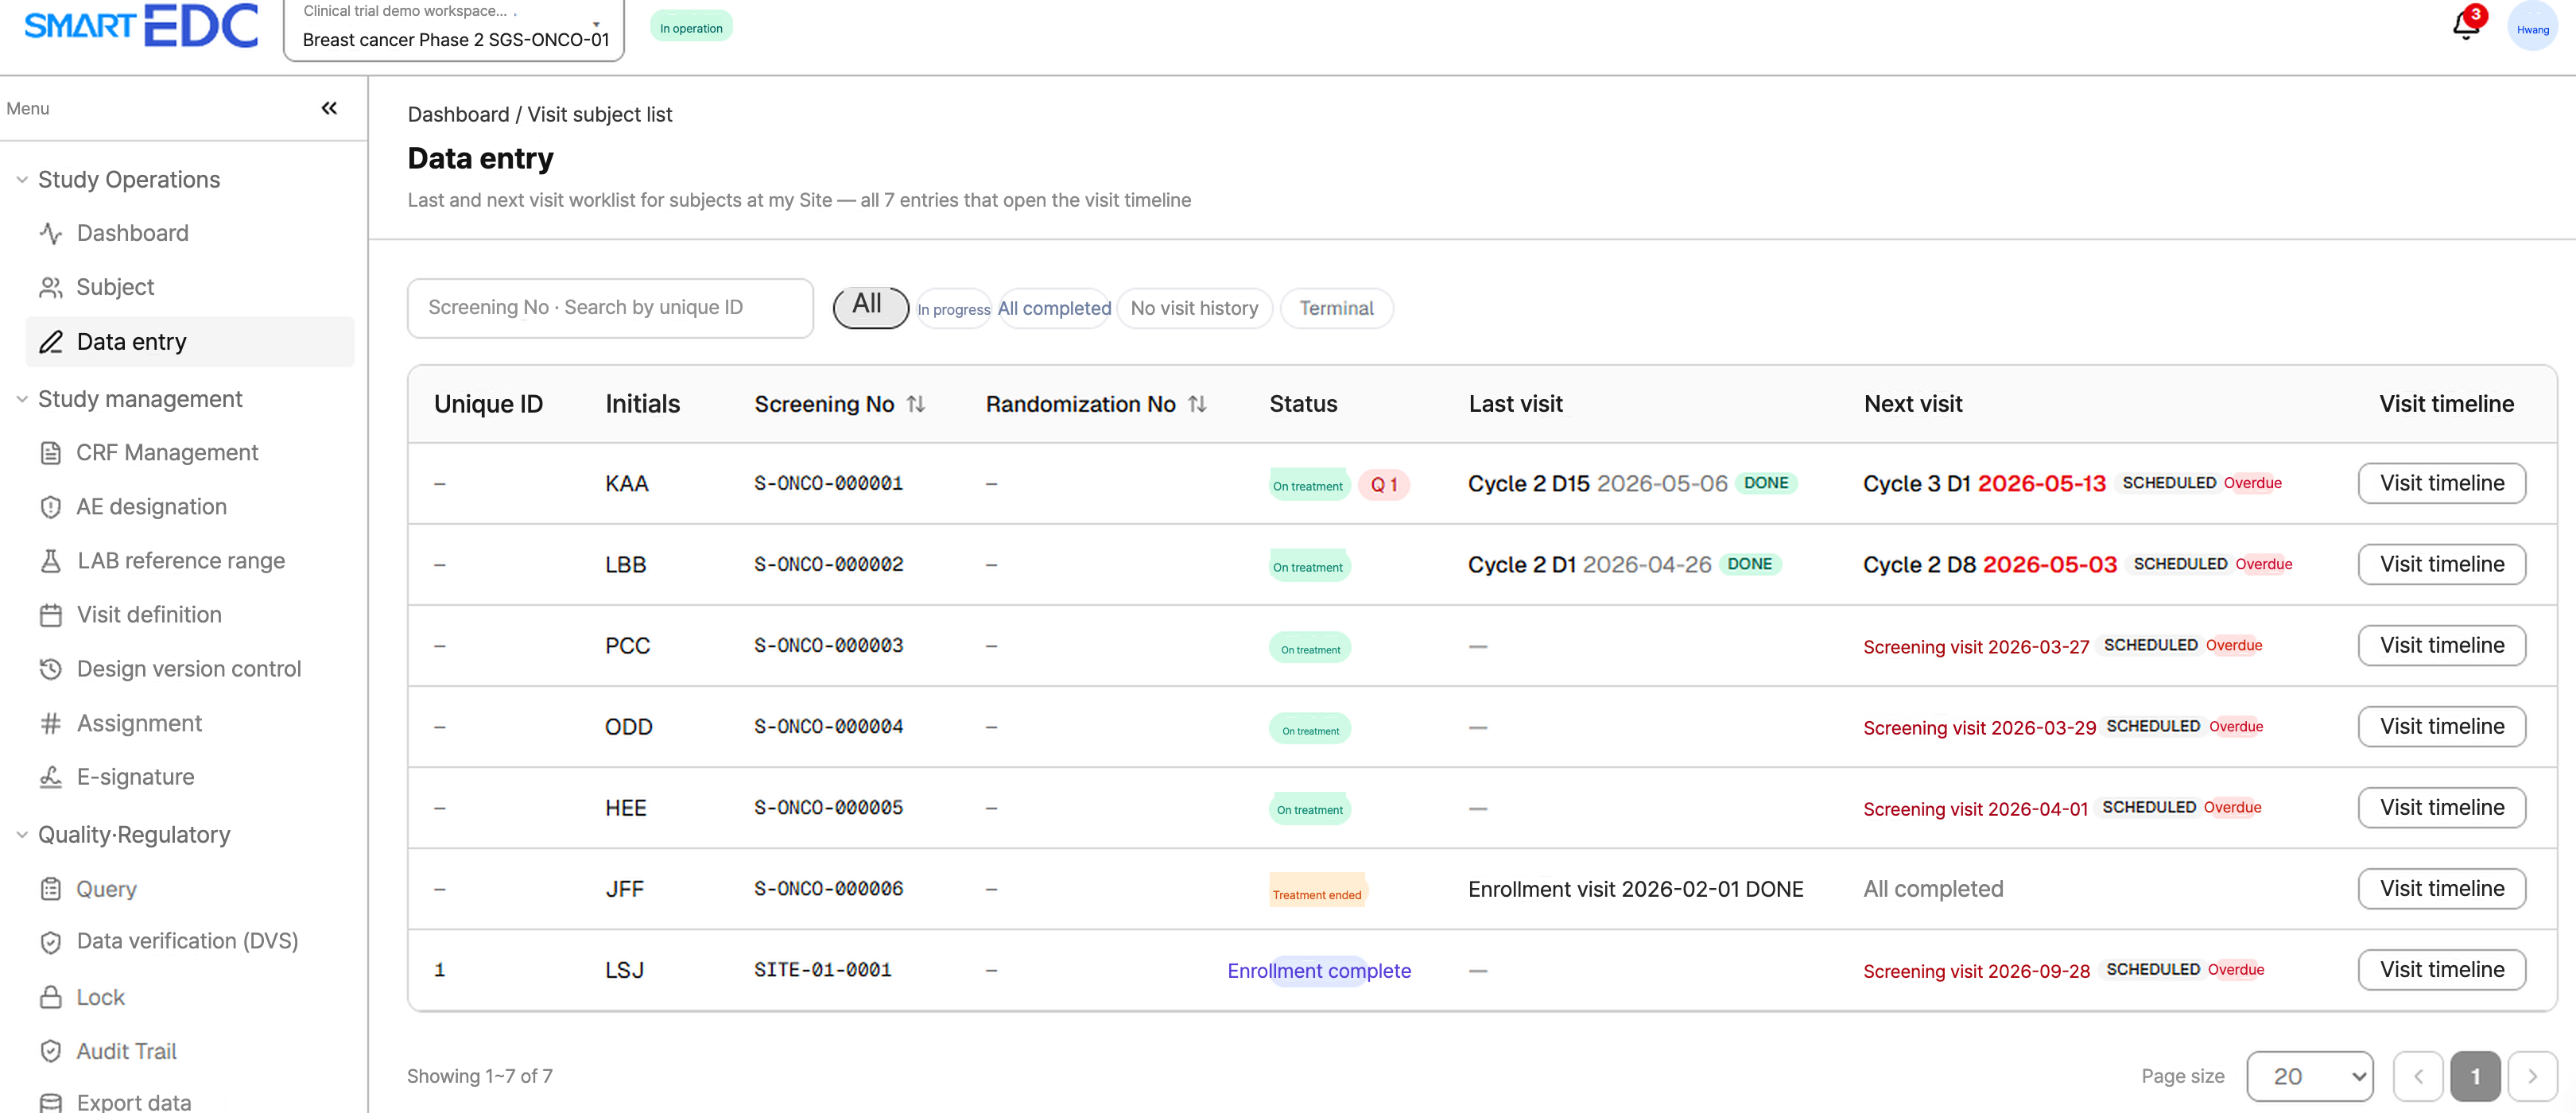 SMART EDC
Clinical trial demo workspace... .
Breast cancer Phase 2 SGS-ONCO-01
In operation
3
Hwang
Menu
Study Operations
Dashboard
Subject
Data entry
Study management
CRF Management
AE designation
LAB reference range
Visit definition
Design version control
Assignment
E-signature
Quality·Regulatory
Query
Data verification (DVS)
Lock
Audit Trail
Export data
Dashboard / Visit subject list
Data entry
Last and next visit worklist for subjects at my Site — all 7 entries that open the visit timeline
Screening No · Search by unique ID
All In progress All completed No visit history Terminal
Unique ID Initials Screening No Randomization No Status Last visit Next visit Visit timeline
– KAA S-ONCO-000001 – On treatment Q 1 Cycle 2 D15 2026-05-06 DONE Cycle 3 D1 2026-05-13 SCHEDULED Overdue Visit timeline
– LBB S-ONCO-000002 – On treatment Cycle 2 D1 2026-04-26 DONE Cycle 2 D8 2026-05-03 SCHEDULED Overdue Visit timeline
– PCC S-ONCO-000003 – On treatment — Screening visit 2026-03-27 SCHEDULED Overdue Visit timeline
– ODD S-ONCO-000004 – On treatment — Screening visit 2026-03-29 SCHEDULED Overdue Visit timeline
– HEE S-ONCO-000005 – On treatment — Screening visit 2026-04-01 SCHEDULED Overdue Visit timeline
– JFF S-ONCO-000006 – Treatment ended Enrollment visit 2026-02-01 DONE All completed Visit timeline
1 LSJ SITE-01-0001 – Enrollment complete — Screening visit 2026-09-28 SCHEDULED Overdue Visit timeline
Showing 1~7 of 7
Page size 20 1